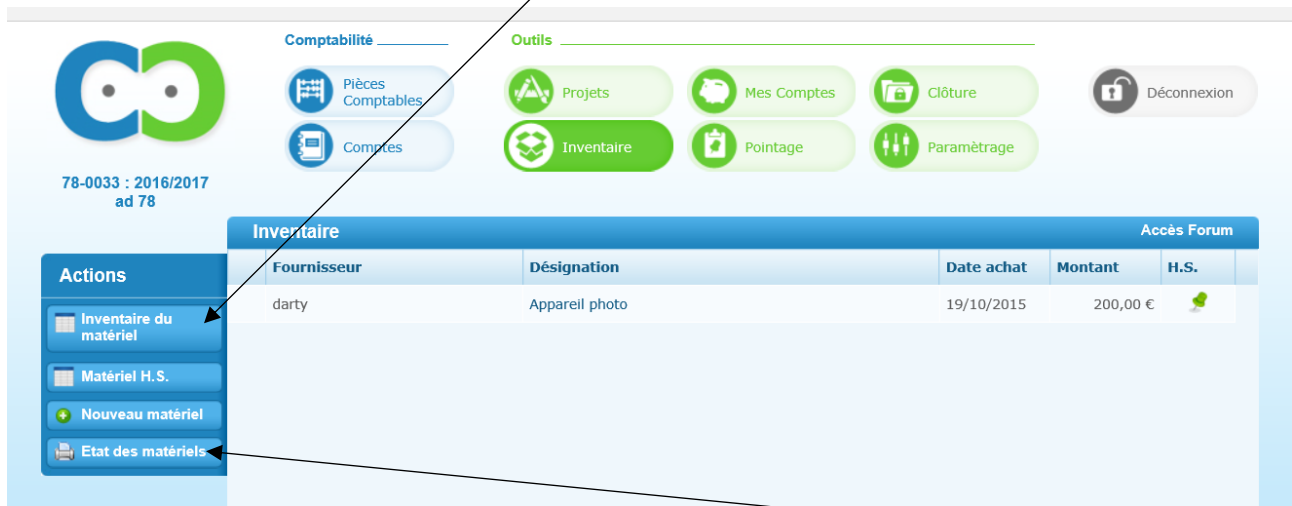 Comptabilité
Outils
Pièces
Comptables
Projets
Mes Comptes
Clôture
Déconnexion
Comptes
Inventaire
Pointage
Paramètrage
78-0033 : 2016/2017
ad 78
Inventaire
Accès Forum
Actions
Fournisseur Désignation Date achat Montant H.S.
darty Appareil photo 19/10/2015 200,00 €
Inventaire du
matériel
Matériel H.S.
Nouveau matériel
Etat des matériels